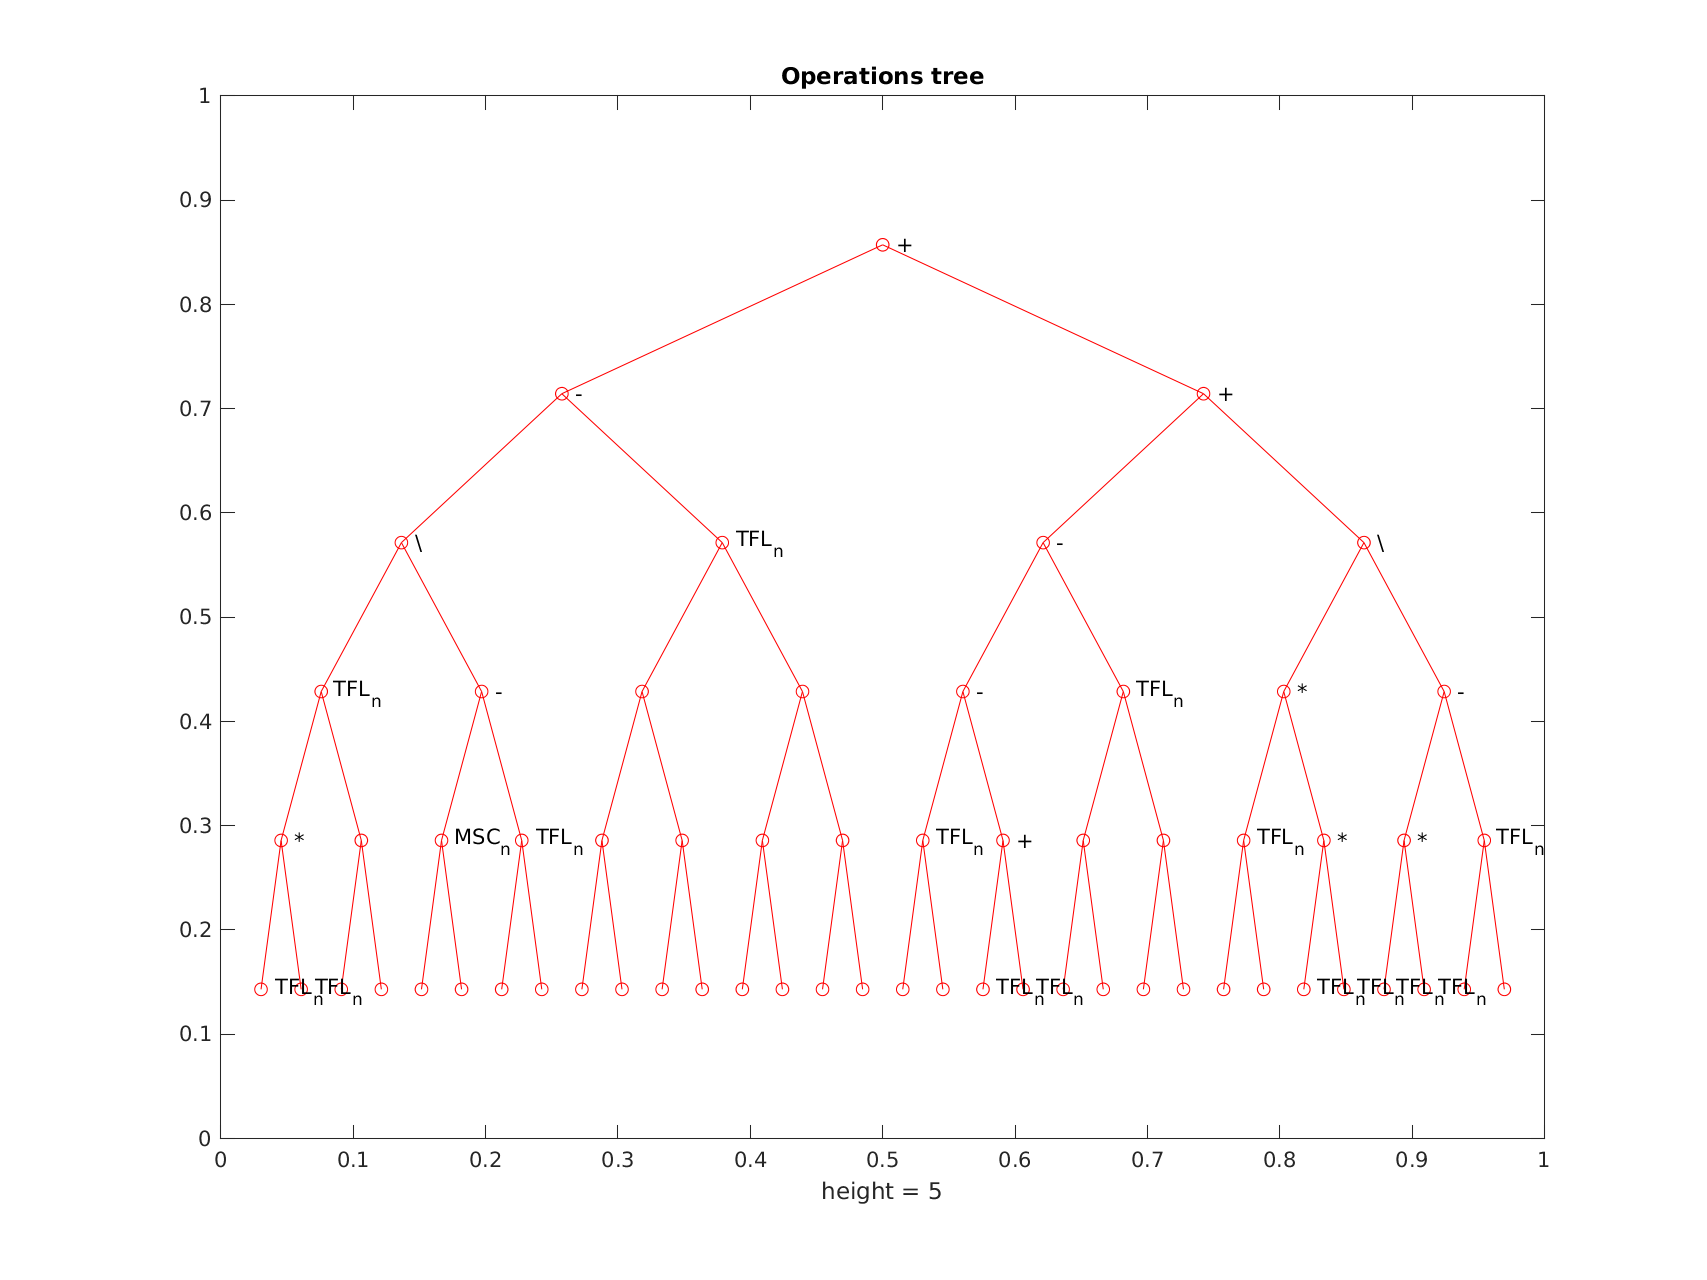 Operations tree
1
0.9
+
0.8
- +
0.7
0.6
\ TFLn - \
0.5
TFLn - - TFLn * -
0.4
0.3
* MSCn TFLn TFLn + TFLn * * TFLn
0.2
TFLn TFLn TFLn TFLn TFLn TFLn TFLn TFLn
0.1
0
0 0.1 0.2 0.3 0.4 0.5 0.6 0.7 0.8 0.9 1
height = 5